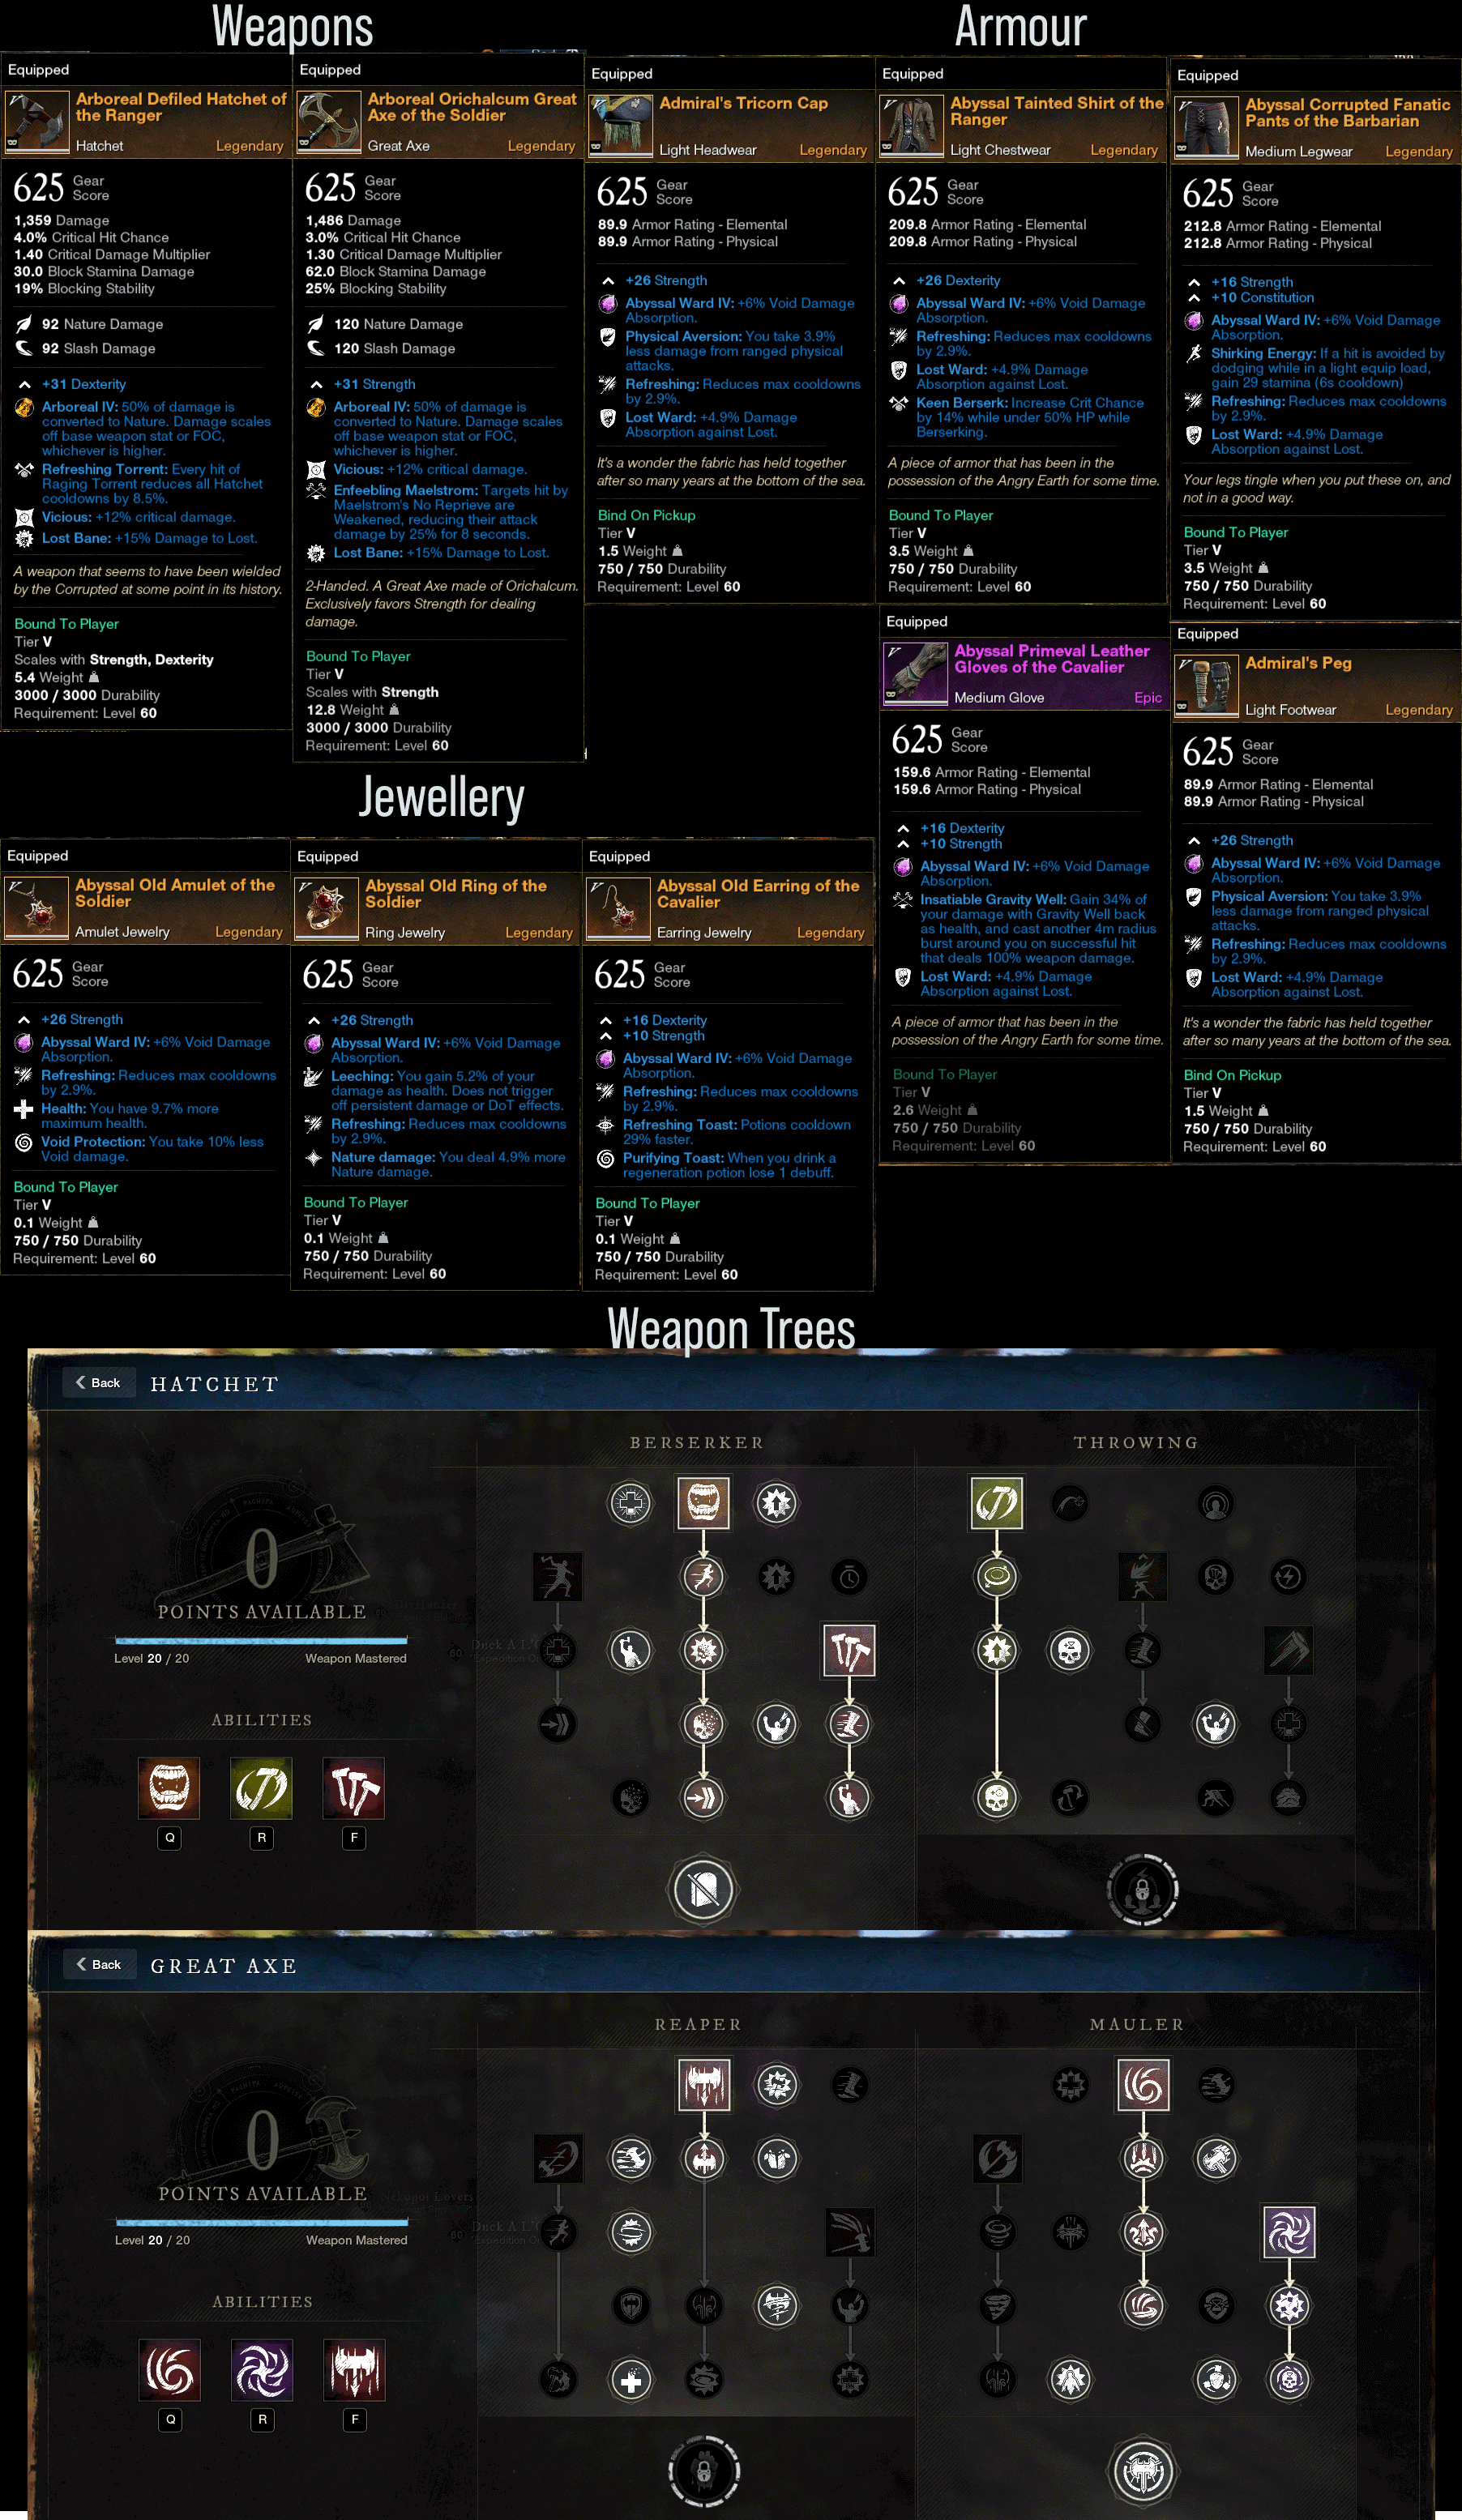 Weapons
Equipped
Arboreal Defiled Hatchet of
the Ranger
Hatchet Legendary
625 Gear
Score
1,359 Damage
4.0% Critical Hit Chance
1.40 Critical Damage Multiplier
30.0 Block Stamina Damage
19% Blocking Stability
92 Nature Damage
92 Slash Damage
+31 Dexterity
Arboreal IV: 50% of damage is
converted to Nature. Damage scales
off base weapon stat or FOC,
whichever is higher.
Refreshing Torrent: Every hit of
Raging Torrent reduces all Hatchet
cooldowns by 8.5%.
Vicious: +12% critical damage.
Lost Bane: +15% Damage to Lost.
A weapon that seems to have been wielded
by the Corrupted at some point in its history.
Bound To Player
Tier V
Scales with Strength, Dexterity
5.4 Weight
3000 / 3000 Durability
Requirement: Level 60
Equipped
Arboreal Orichalcum Great
Axe of the Soldier
Great Axe Legendary
625 Gear
Score
1,486 Damage
3.0% Critical Hit Chance
1.30 Critical Damage Multiplier
62.0 Block Stamina Damage
25% Blocking Stability
120 Nature Damage
120 Slash Damage
+31 Strength
Arboreal IV: 50% of damage is
converted to Nature. Damage scales
off base weapon stat or FOC,
whichever is higher.
Vicious: +12% critical damage.
Enfeebling Maelstrom: Targets hit by
Maelstrom's No Reprieve are
Weakened, reducing their attack
damage by 25% for 8 seconds.
Lost Bane: +15% Damage to Lost.
2-Handed. A Great Axe made of Orichalcum.
Exclusively favors Strength for dealing
damage.
Bound To Player
Tier V
Scales with Strength
12.8 Weight
3000 / 3000 Durability
Requirement: Level 60
Armour
Equipped
Admiral's Tricorn Cap
Light Headwear Legendary
625 Gear
Score
89.9 Armor Rating - Elemental
89.9 Armor Rating - Physical
+26 Strength
Abyssal Ward IV: +6% Void Damage
Absorption.
Physical Aversion: You take 3.9%
less damage from ranged physical
attacks.
Refreshing: Reduces max cooldowns
by 2.9%.
Lost Ward: +4.9% Damage
Absorption against Lost.
It's a wonder the fabric has held together
after so many years at the bottom of the sea.
Bind On Pickup
Tier V
1.5 Weight
750 / 750 Durability
Requirement: Level 60
Equipped
Abyssal Tainted Shirt of the
Ranger
Light Chestwear Legendary
625 Gear
Score
209.8 Armor Rating - Elemental
209.8 Armor Rating - Physical
+26 Dexterity
Abyssal Ward IV: +6% Void Damage
Absorption.
Refreshing: Reduces max cooldowns
by 2.9%.
Lost Ward: +4.9% Damage
Absorption against Lost.
Keen Berserk: Increase Crit Chance
by 14% while under 50% HP while
Berserking.
A piece of armor that has been in the
possession of the Angry Earth for some time.
Bound To Player
Tier V
3.5 Weight
750 / 750 Durability
Requirement: Level 60
Equipped
Abyssal Corrupted Fanatic
Pants of the Barbarian
Medium Legwear Legendary
625 Gear
Score
212.8 Armor Rating - Elemental
212.8 Armor Rating - Physical
+16 Strength
+10 Constitution
Abyssal Ward IV: +6% Void Damage
Absorption.
Shirking Energy: If a hit is avoided by
dodging while in a light equip load,
gain 29 stamina (6s cooldown)
Refreshing: Reduces max cooldowns
by 2.9%.
Lost Ward: +4.9% Damage
Absorption against Lost.
Your legs tingle when you put these on, and
not in a good way.
Bound To Player
Tier V
3.5 Weight
750 / 750 Durability
Requirement: Level 60
Equipped
Abyssal Primeval Leather
Gloves of the Cavalier
Medium Glove Epic
625 Gear
Score
159.6 Armor Rating - Elemental
159.6 Armor Rating - Physical
+16 Dexterity
+10 Strength
Abyssal Ward IV: +6% Void Damage
Absorption.
Insatiable Gravity Well: Gain 34% of
your damage with Gravity Well back
as health, and cast another 4m radius
burst around you on successful hit
that deals 100% weapon damage.
Lost Ward: +4.9% Damage
Absorption against Lost.
A piece of armor that has been in the
possession of the Angry Earth for some time.
Bound To Player
Tier V
2.6 Weight
750 / 750 Durability
Requirement: Level 60
Equipped
Admiral's Peg
Light Footwear Legendary
625 Gear
Score
89.9 Armor Rating - Elemental
89.9 Armor Rating - Physical
+26 Strength
Abyssal Ward IV: +6% Void Damage
Absorption.
Physical Aversion: You take 3.9%
less damage from ranged physical
attacks.
Refreshing: Reduces max cooldowns
by 2.9%.
Lost Ward: +4.9% Damage
Absorption against Lost.
It's a wonder the fabric has held together
after so many years at the bottom of the sea.
Bind On Pickup
Tier V
1.5 Weight
750 / 750 Durability
Requirement: Level 60
Jewellery
Equipped
Abyssal Old Amulet of the
Soldier
Amulet Jewelry Legendary
625 Gear
Score
+26 Strength
Abyssal Ward IV: +6% Void Damage
Absorption.
Refreshing: Reduces max cooldowns
by 2.9%.
Health: You have 9.7% more
maximum health.
Void Protection: You take 10% less
Void damage.
Bound To Player
Tier V
0.1 Weight
750 / 750 Durability
Requirement: Level 60
Equipped
Abyssal Old Ring of the
Soldier
Ring Jewelry Legendary
625 Gear
Score
+26 Strength
Abyssal Ward IV: +6% Void Damage
Absorption.
Leeching: You gain 5.2% of your
damage as health. Does not trigger
off persistent damage or DoT effects.
Refreshing: Reduces max cooldowns
by 2.9%.
Nature damage: You deal 4.9% more
Nature damage.
Bound To Player
Tier V
0.1 Weight
750 / 750 Durability
Requirement: Level 60
Equipped
Abyssal Old Earring of the
Cavalier
Earring Jewelry Legendary
625 Gear
Score
+16 Dexterity
+10 Strength
Abyssal Ward IV: +6% Void Damage
Absorption.
Refreshing: Reduces max cooldowns
by 2.9%.
Refreshing Toast: Potions cooldown
29% faster.
Purifying Toast: When you drink a
regeneration potion lose 1 debuff.
Bound To Player
Tier V
0.1 Weight
750 / 750 Durability
Requirement: Level 60
Weapon Trees
Back HATCHET
BERSERKER THROWING
0
POINTS AVAILABLE
Level 20 / 20 Weapon Mastered
ABILITIES
Q R F
Back GREAT AXE
REAPER MAULER
0
POINTS AVAILABLE
Level 20 / 20 Weapon Mastered
ABILITIES
Q R F